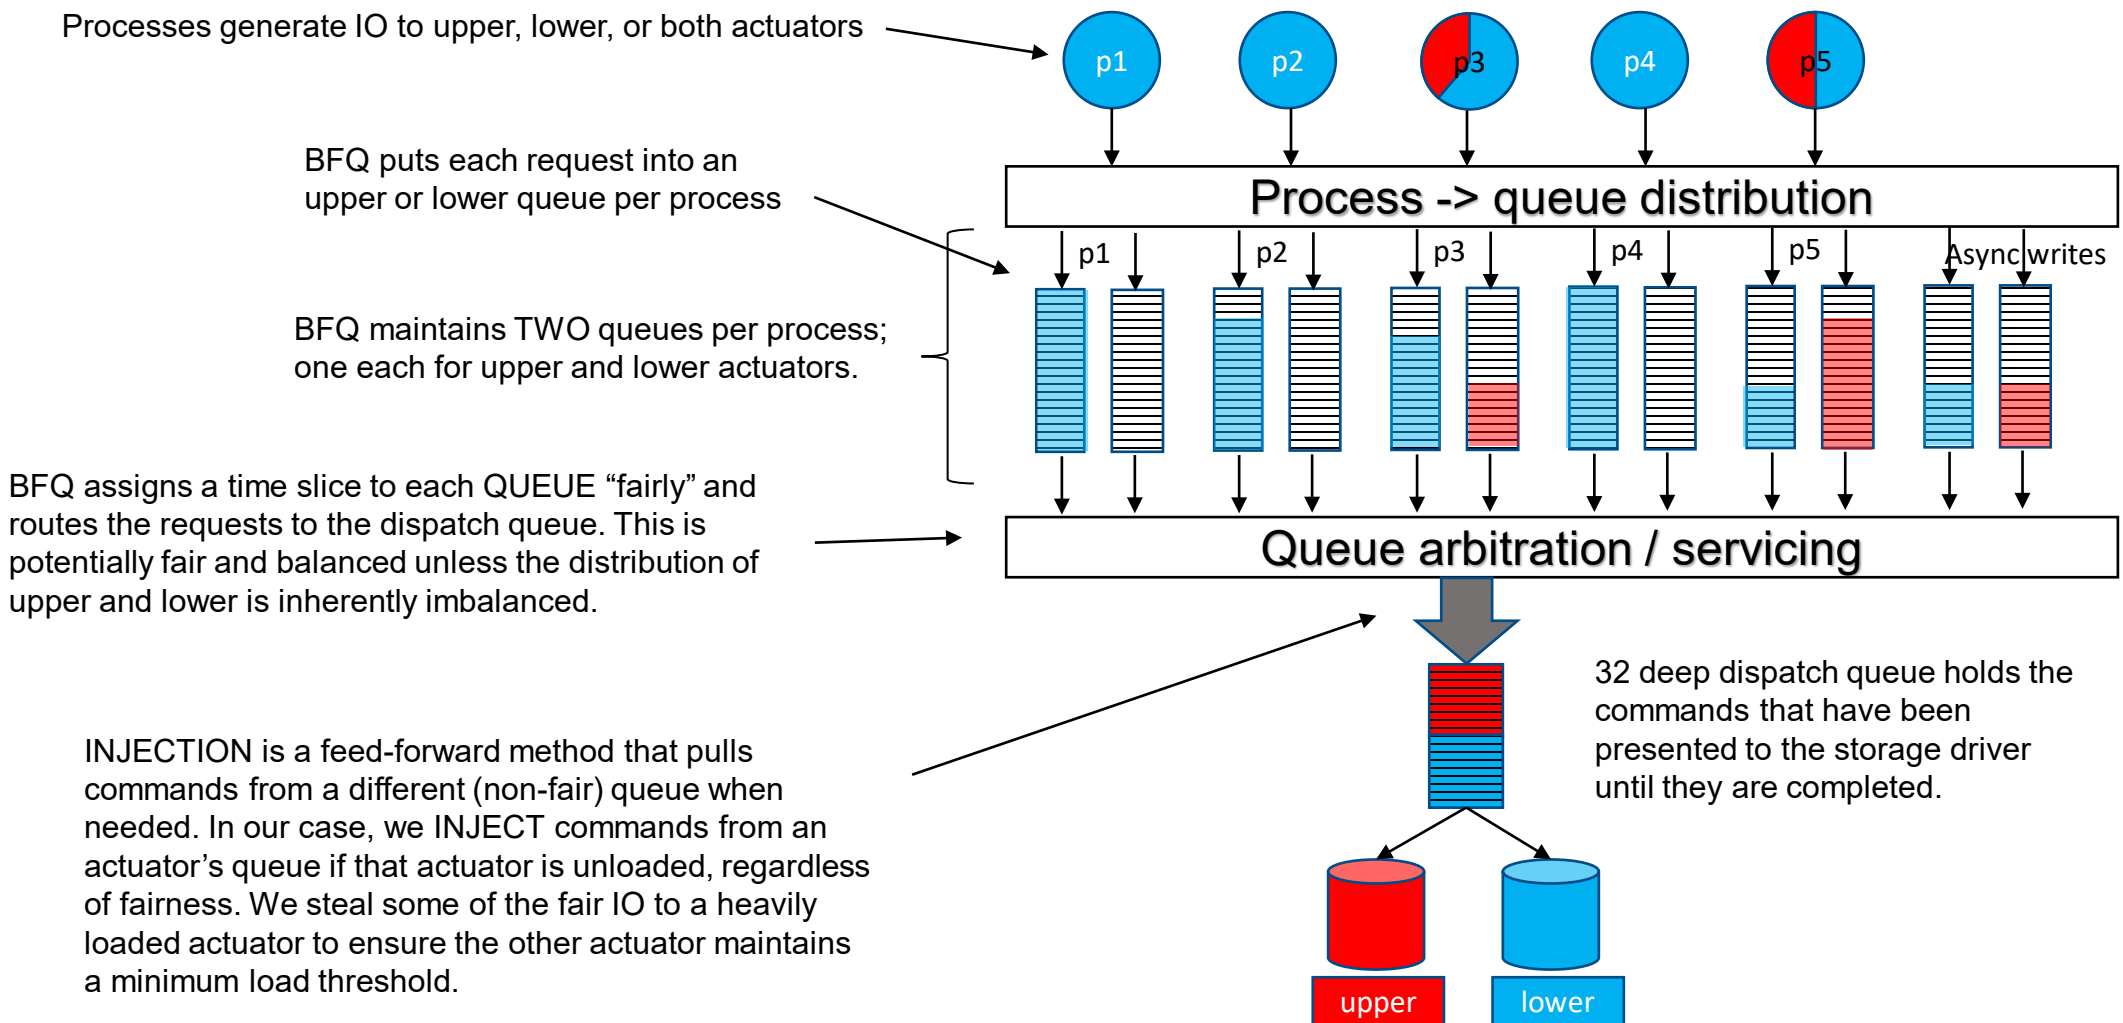 Processes generate IO to upper, lower, or both actuators
p1
p2
p3
p4
p5
BFQ puts each request into an
upper or lower queue per process
Process -> queue distribution
p1
p2
p3
p4
p5
Async writes
BFQ maintains TWO queues per process;
one each for upper and lower actuators.
BFQ assigns a time slice to each QUEUE “fairly” and
routes the requests to the dispatch queue. This is
potentially fair and balanced unless the distribution of
upper and lower is inherently imbalanced.
Queue arbitration / servicing
32 deep dispatch queue holds the
commands that have been
presented to the storage driver
until they are completed.
INJECTION is a feed-forward method that pulls
commands from a different (non-fair) queue when
needed. In our case, we INJECT commands from an
actuator’s queue if that actuator is unloaded, regardless
of fairness. We steal some of the fair IO to a heavily
loaded actuator to ensure the other actuator maintains
a minimum load threshold.
upper
lower